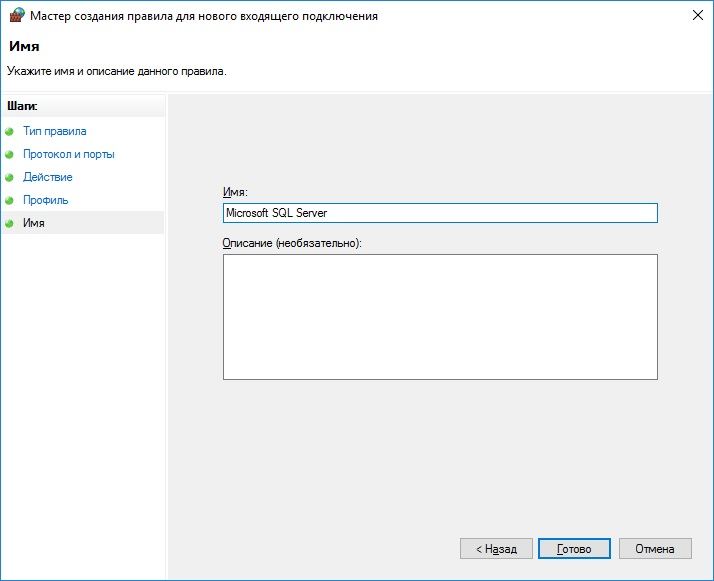 Мастер создания правила для нового входящего подключения
Имя
Укажите имя и описание данного правила.
Шаги:
Тип правила
Протокол и порты
Действие
Профиль
Имя
Имя:
Microsoft SQL Server
Описание (необязательно):
< Назад
Готово
Отмена